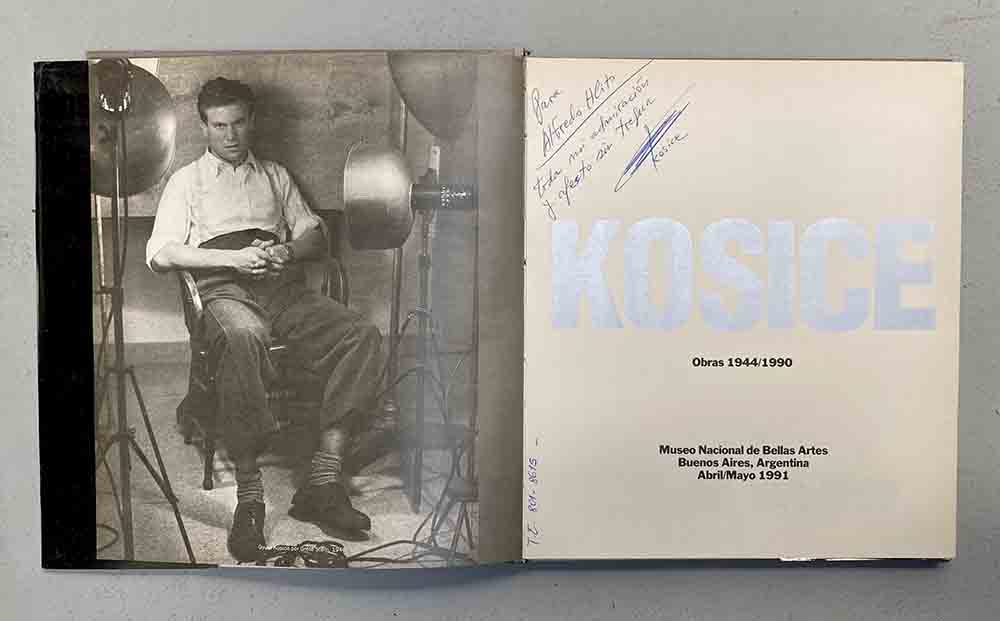 Gyula Kosice por Grete Stern, 194
Para
Alfredo Hlito
toda mi admiración
y afecto sin tregua
Kosice
KOSICE
Obras 1944/1990
Museo Nacional de Bellas Artes
Buenos Aires, Argentina
Abril/Mayo 1991
T.E. 801-8615 -